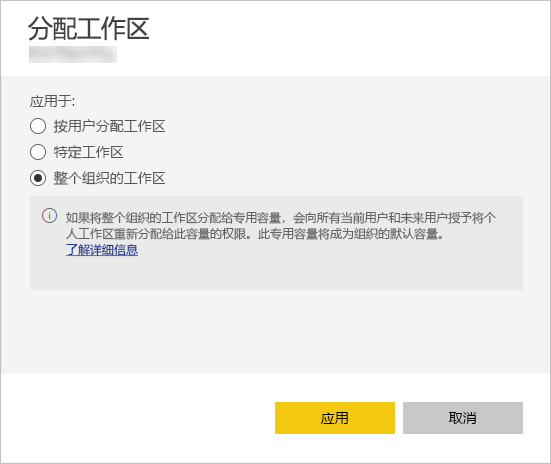 分配工作区
应用于:
按用户分配工作区
特定工作区
整个组织的工作区
如果将整个组织的工作区分配给专用容量，会向所有当前用户和未来用户授予将个
人工作区重新分配给此容量的权限。此专用容量将成为组织的默认容量。
了解详细信息
应用
取消